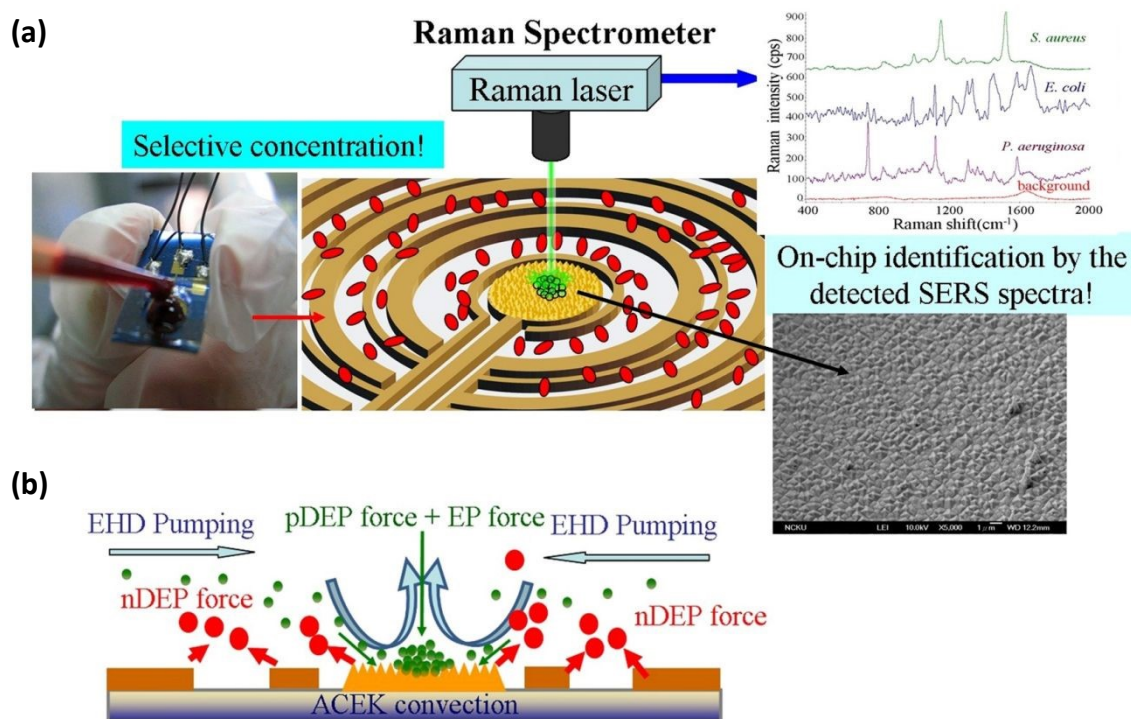 (a)
Raman Spectrometer
Raman laser
Selective concentration!
900
800
700
600
500
400
300
200
100
0
Raman intensity (cps)
S. aureus
E. coli
P. aeruginosa
background
400
800
1200
1600
2000
Raman shift(cm-1)
On-chip identification by the
detected SERS spectra!
NCKU LEI 10.0kV X5,000 1μm WD 12.2mm
(b)
EHD Pumping
pDEP force + EP force
EHD Pumping
nDEP force
nDEP force
ACEK convection